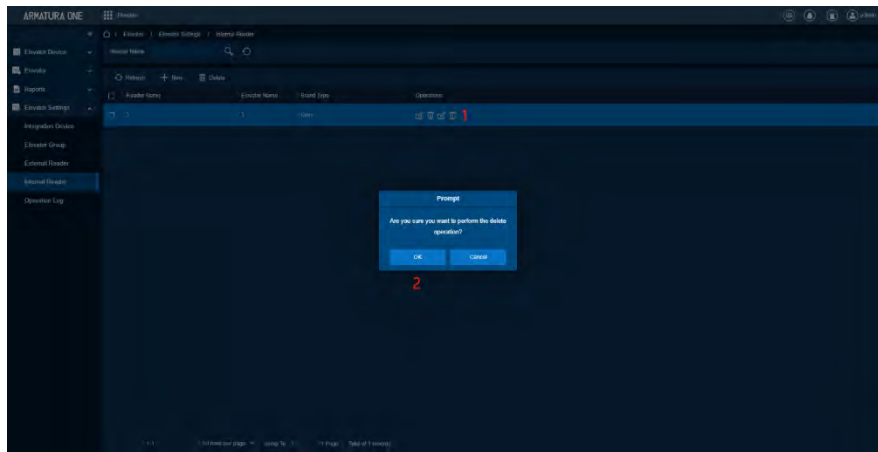 ARMATURA ONE
Elevator
admin
Elevator / Elevator Settings / Internal Reader
Elevator Device
Reader Name
Elevator
Refresh New Delete
Reports
Reader Name Elevator Name Brand Type Operations
Elevator Settings
1
Integration Device
Elevator Group
External Reader
Internal Reader
Operation Log
Prompt
Are you sure you want to perform the delete
operation?
OK Cancel
2